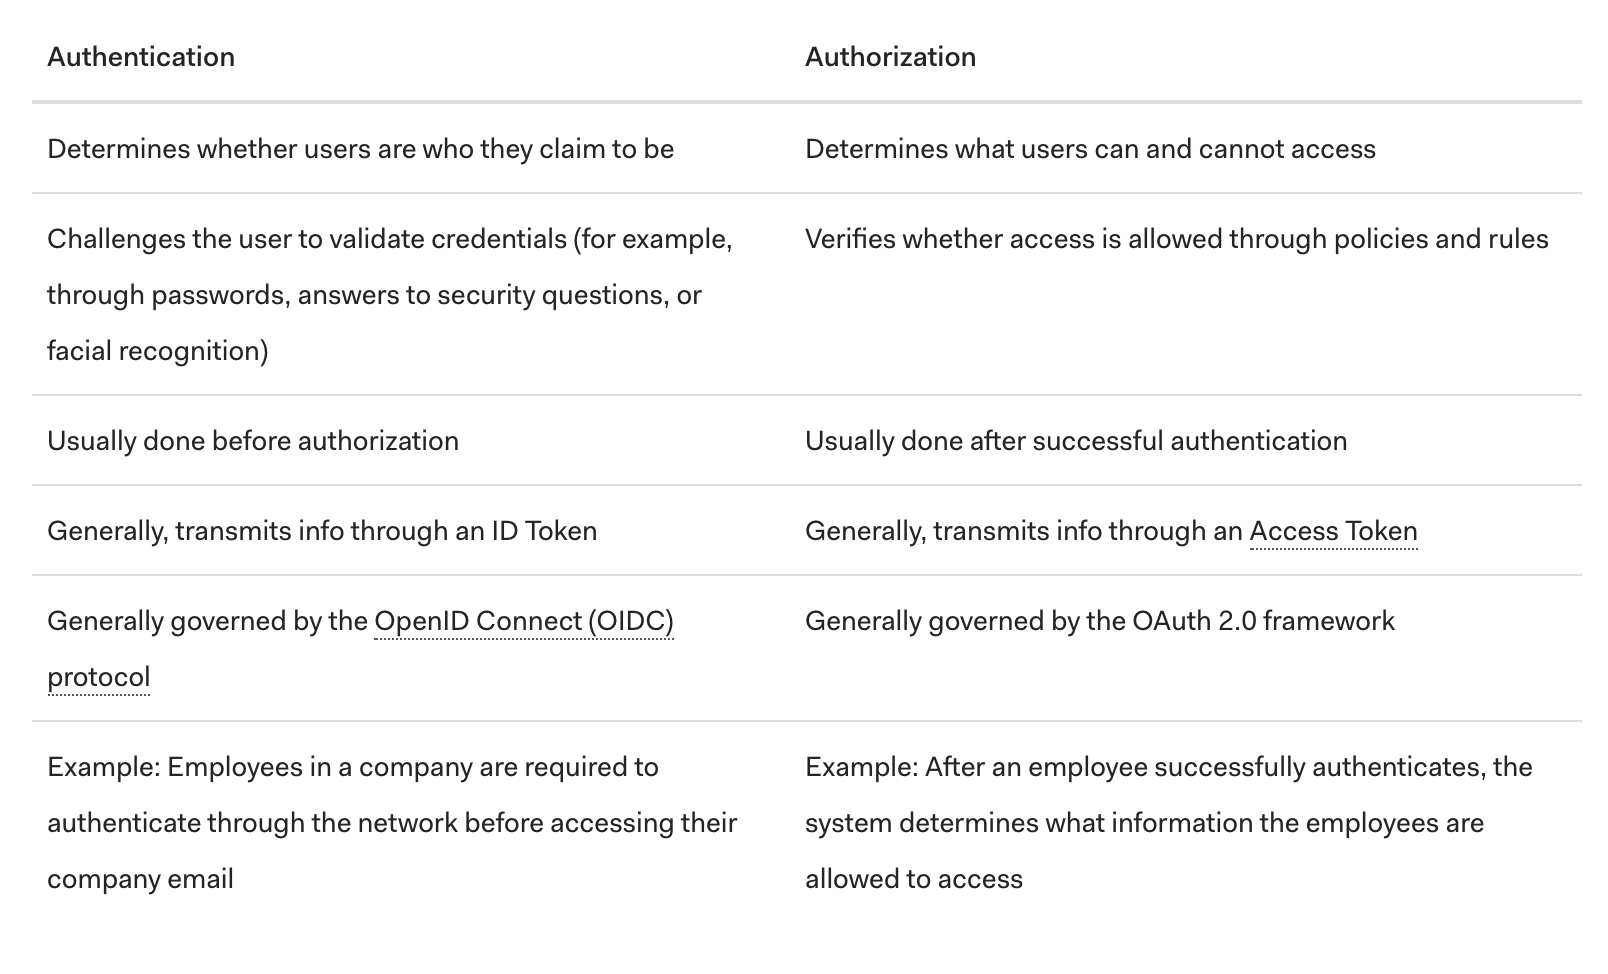 Authentication
Authorization
Determines whether users are who they claim to be
Determines what users can and cannot access
Challenges the user to validate credentials (for example,
through passwords, answers to security questions, or
facial recognition)
Verifies whether access is allowed through policies and rules
Usually done before authorization
Usually done after successful authentication
Generally, transmits info through an ID Token
Generally, transmits info through an Access Token
Generally governed by the OpenID Connect (OIDC)
protocol
Generally governed by the OAuth 2.0 framework
Example: Employees in a company are required to
authenticate through the network before accessing their
company email
Example: After an employee successfully authenticates, the
system determines what information the employees are
allowed to access